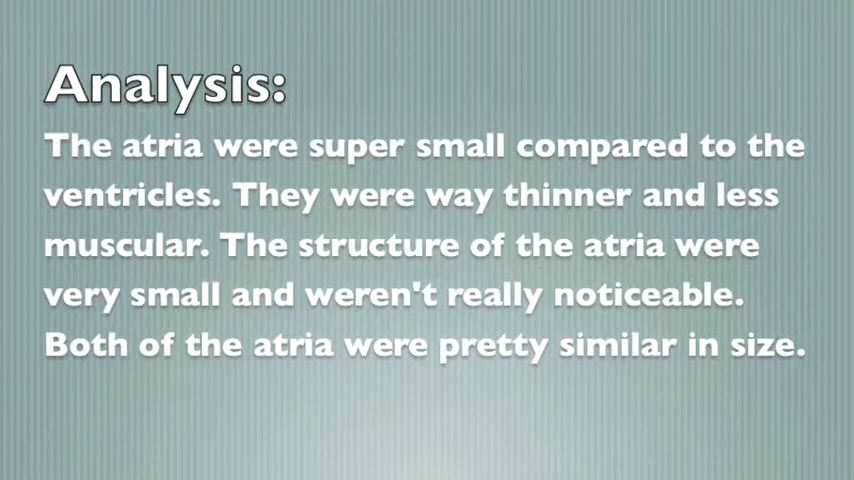 Analysis:
The atria were super small compared to the
ventricles. They were way thinner and less
muscular. The structure of the atria were
very small and weren't really noticeable.
Both of the atria were pretty similar in size.